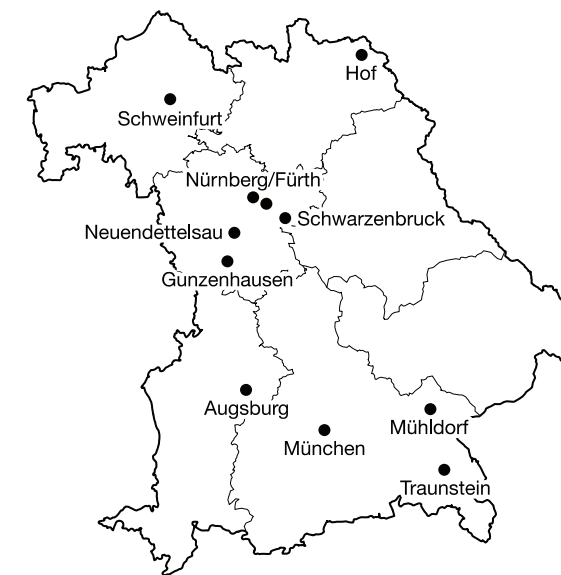 Hof
Schweinfurt
Nürnberg/Fürth
Schwarzenbruck
Neuendettelsau
Gunzenhausen
Augsburg
Mühldorf
München
Traunstein